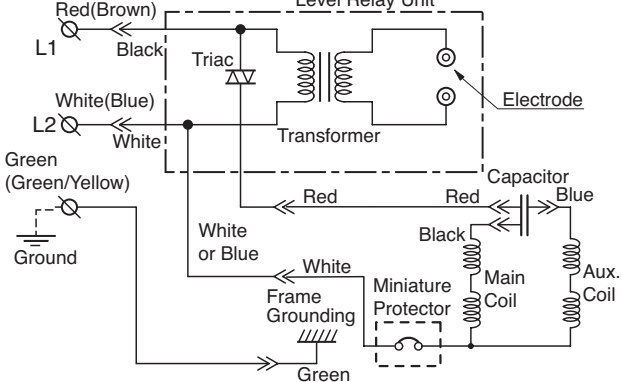 Level Relay Unit
Red(Brown)
L1
Black
Triac
White(Blue)
L2
White
Transformer
Electrode
Green
(Green/Yellow)
Ground
Red
Red
Capacitor
Blue
White
or Blue
Black
White
Main
Coil
Aux.
Coil
Miniature
Protector
Frame
Grounding
Green